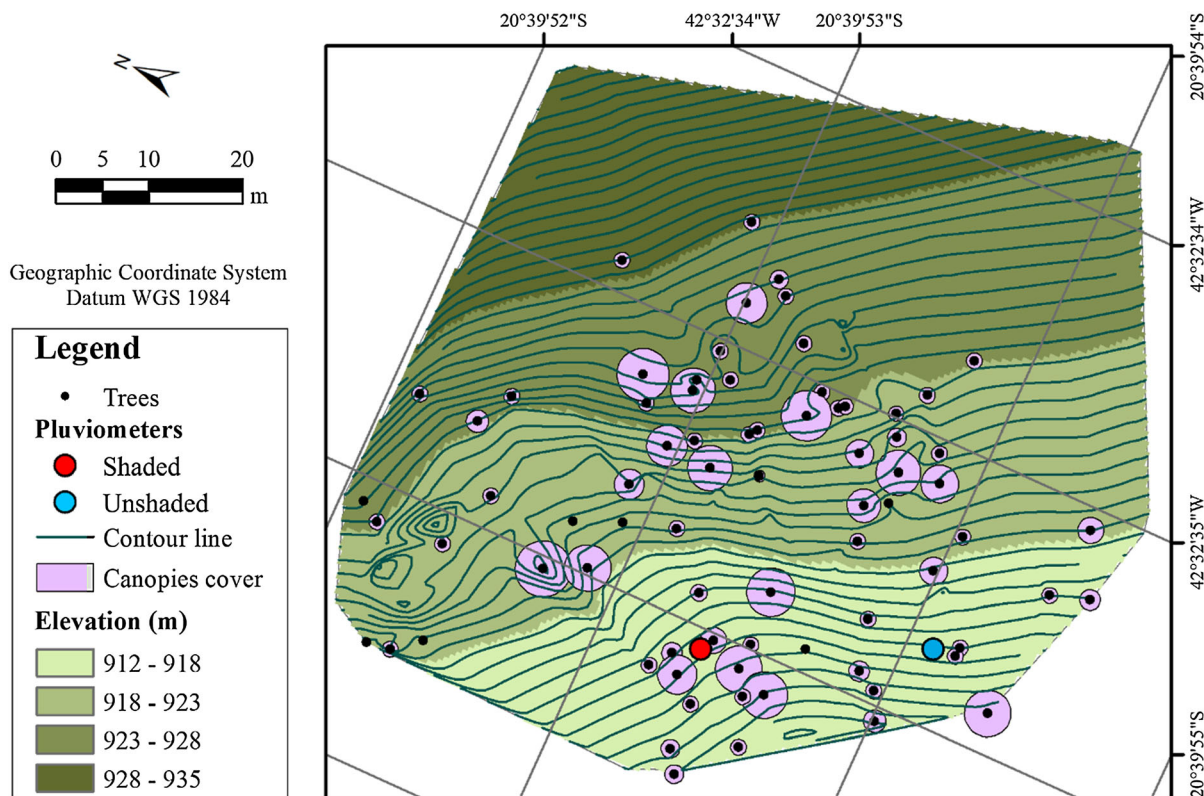 20°39'52"S 42°32'34"W 20°39'53"S
20°39'54"S
N
0 5 10 20
m
42°32'34"W
Geographic Coordinate System
Datum WGS 1984
Legend
Trees
Pluviometers
Shaded
Unshaded
Contour line
Canopies cover
42°32'35"W
Elevation (m)
912 - 918
918 - 923
923 - 928
928 - 935
20°39'55"S